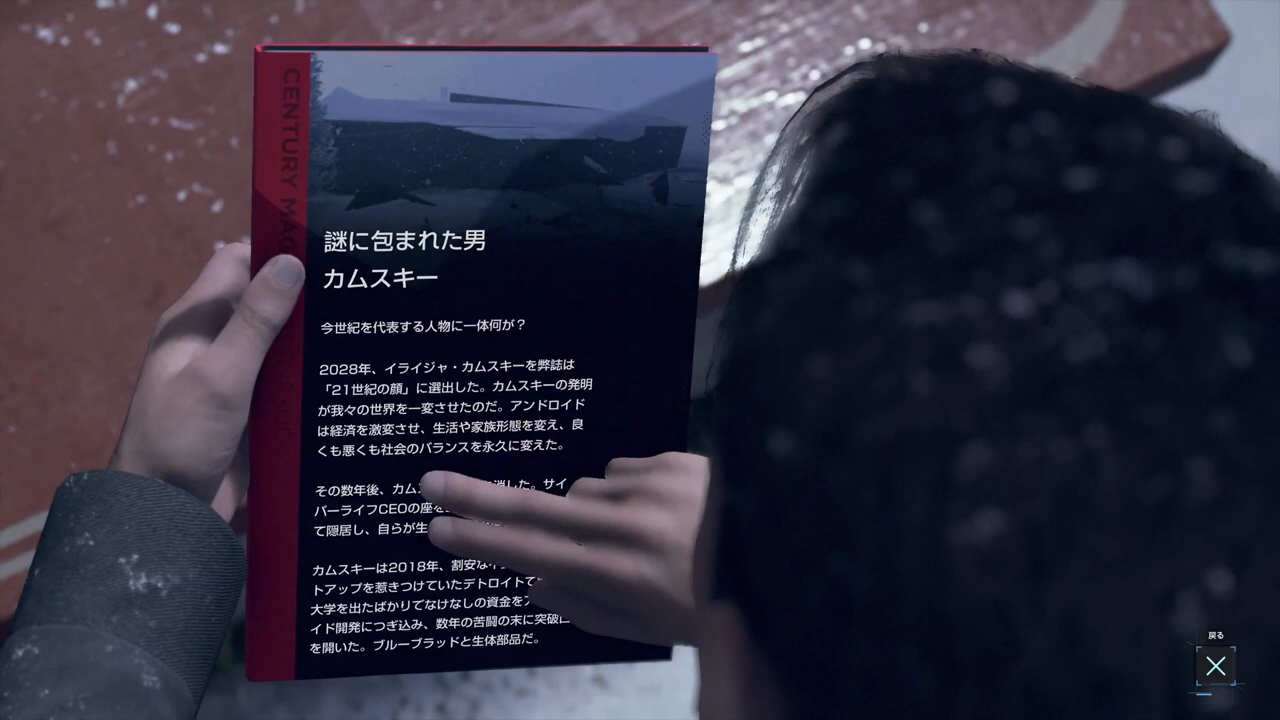 CENTURY MAG
謎に包まれた男
カムスキー
今世紀を代表する人物に一体何が？
2028年、イライジャ・カムスキーを弊誌は
「21世紀の顔」に選出した。カムスキーの発明
が我々の世界を一変させたのだ。アンドロイド
は経済を激変させ、生活や家族形態を変え、良
くも悪くも社会のバランスを永久に変えた。
その数年後、カム 消した。サイ
バーライフCEOの座を
て隠居し、自らが生
カムスキーは2018年、割安な
トアップを惹きつけていたデトロイトで
大学を出たばかりでなけなしの資金を
イド開発につぎ込み、数年の苦闘の末に突破口
を開いた。ブルーブラッドと生体部品だ。
戻る